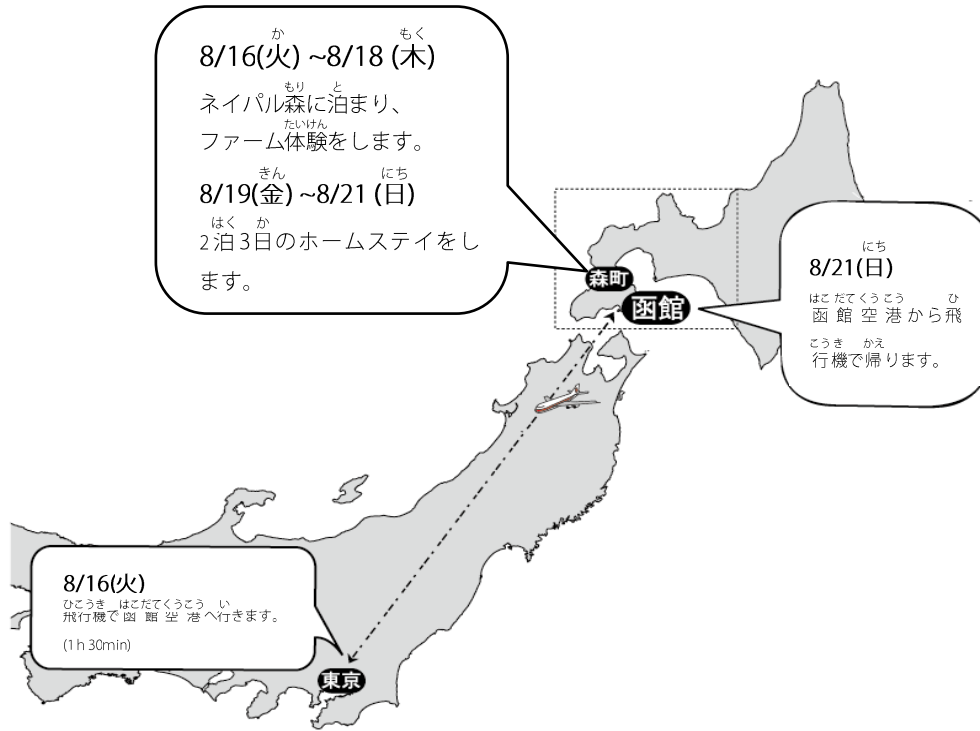 8/16(火) ~8/18 (木)
ネイパル森に泊まり、
ファーム体験をします。
8/19(金) ~8/21 (日)
2泊3日のホームステイをし
ます。
森町
函館
8/21(日)
函館空港から飛
行機で帰ります。
8/16(火)
飛行機で函館空港へ行きます。
(1h 30min)
東京